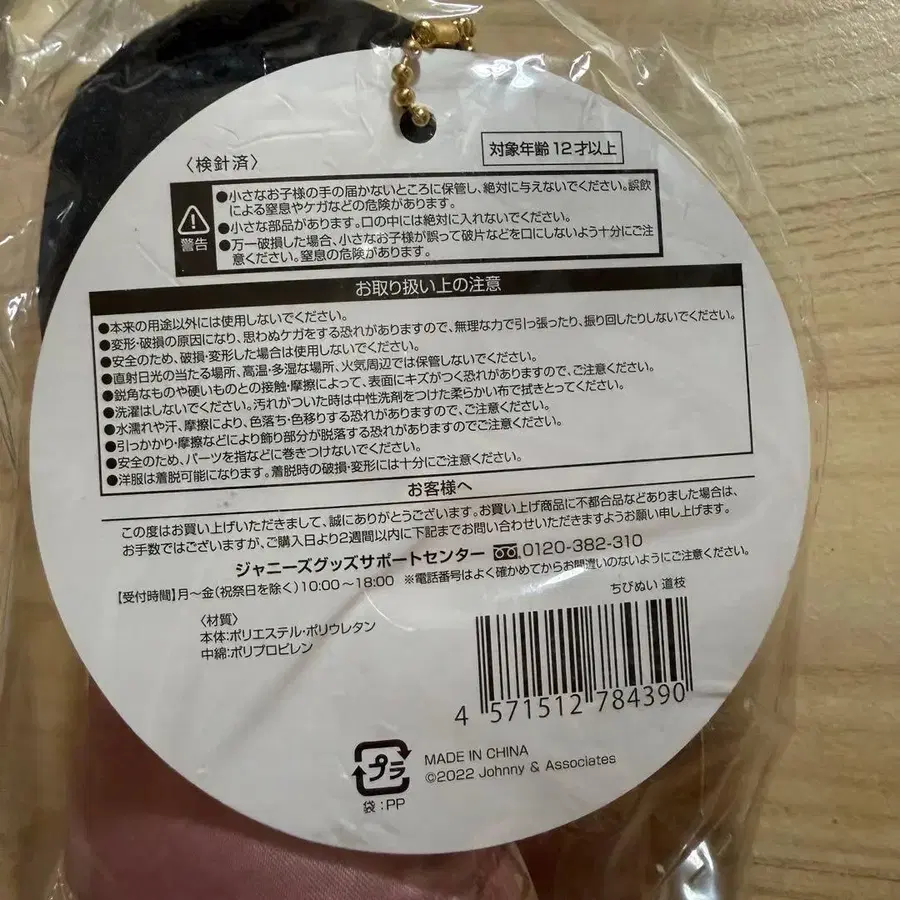 〈検針済〉
対象年齢12才以上
警告
●小さなお子様の手の届かないところに保管し、絶対に与えないでください。誤飲
による窒息やケガなどの危険があります。
●小さな部品があります。口の中には絶対に入れないでください。
●万一破損した場合、小さなお子様が誤って破片などを口にしないよう十分にご注
意ください。窒息の危険があります。
お取り扱い上の注意
●本来の用途以外には使用しないでください。
●変形・破損の原因になり、思わぬケガをする恐れがありますので、無理な力で引っ張ったり、振り回したりしないでください。
●安全のため、破損・変形した場合は使用しないでください。
●直射日光の当たる場所、高温・多湿な場所、火気周辺では保管しないでください。
●鋭角なものや硬いものとの接触・摩擦によって、表面にキズがつく恐れがありますので、ご注意ください。
●洗濯はしないでください。汚れがついた時は中性洗剤をつけた柔らかい布で拭きとってください。
●水濡れや汗、摩擦により、色落ち・色移りする恐れがありますので、ご注意ください。
●引っかかり・摩擦などにより飾り部分が脱落する恐れがありますのでご注意ください。
●安全のため、パーツを指などに巻きつけないでください。
●洋服は着脱可能になります。着脱時の破損・変形には十分にご注意ください。
お客様へ
この度はお買い上げいただきまして、誠にありがとうございます。お買い上げ商品に不都合品などありました場合は、
お手数ではございますが、ご購入日より2週間以内に下記までお問い合わせいただきますようお願い申し上げます。
ジャニーズグッズサポートセンター 0120-382-310
【受付時間】月～金(祝祭日を除く)10:00～18:00 ※電話番号はよく確かめてからお間違いのないようにご注意ください。
ちびぬい 道枝
〈材質〉
本体:ポリエステル・ポリウレタン
中綿:ポリプロピレン
4 571512 784390
プラ
袋:PP
MADE IN CHINA
©2022 Johnny & Associates